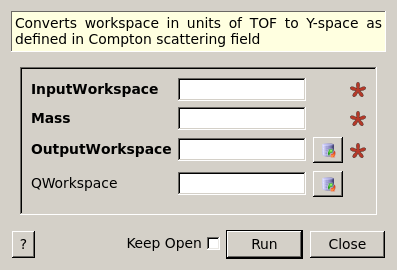 Converts workspace in units of TOF to Y-space as
defined in Compton scattering field
InputWorkspace
Mass
OutputWorkspace
QWorkspace
? Keep Open Run Close